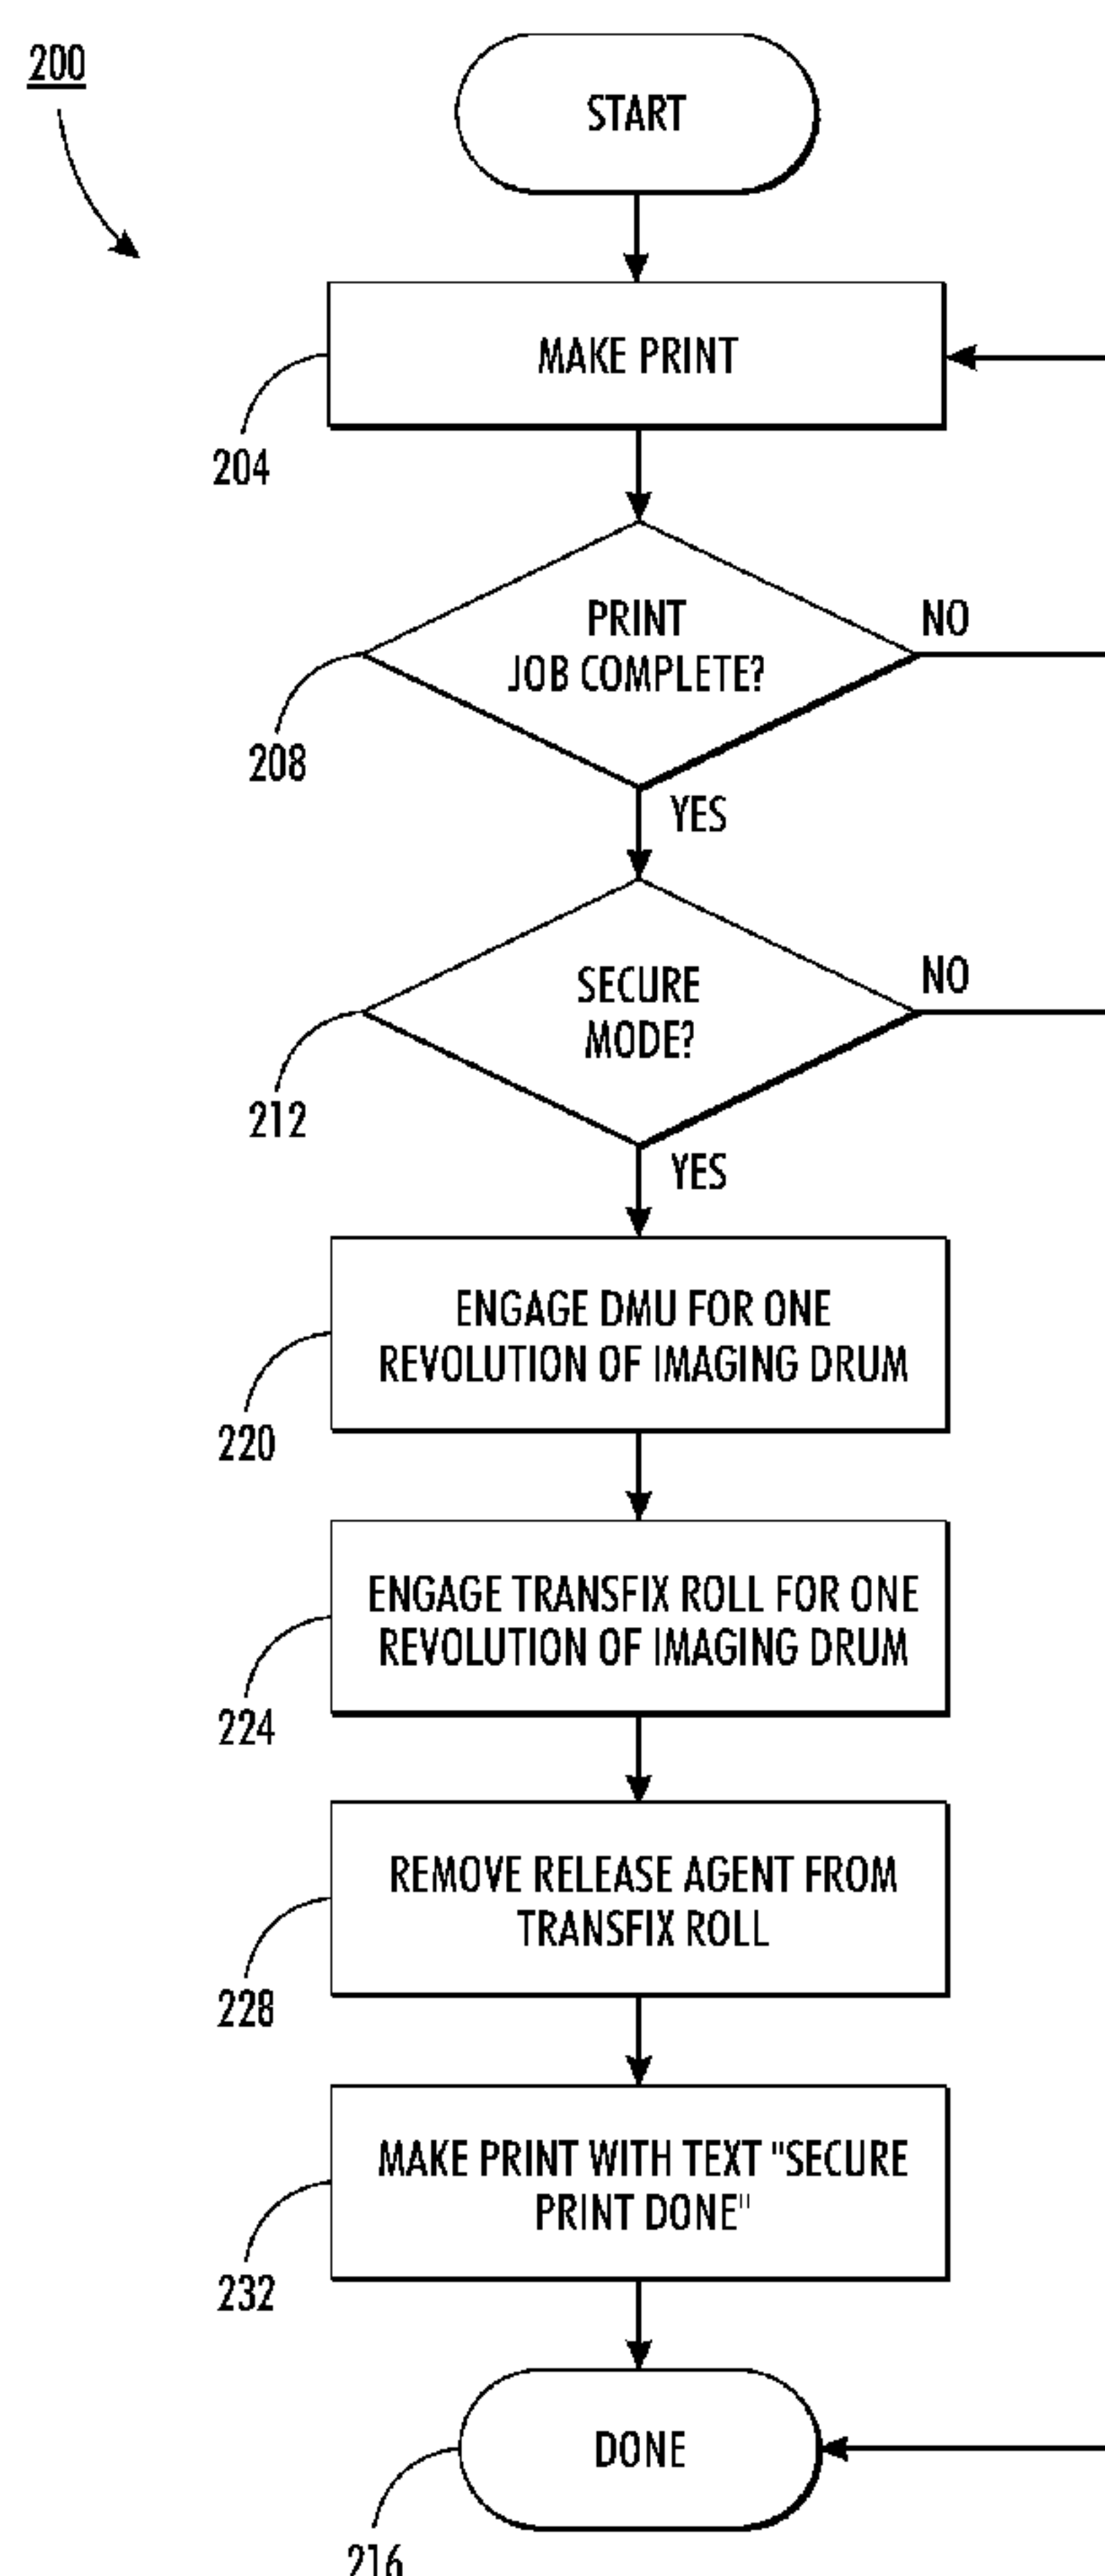 200
START
MAKE PRINT
204
PRINT
JOB COMPLETE?
NO
208
YES
SECURE
MODE?
NO
212
YES
ENGAGE DMU FOR ONE
REVOLUTION OF IMAGING DRUM
220
ENGAGE TRANSFIX ROLL FOR ONE
REVOLUTION OF IMAGING DRUM
224
REMOVE RELEASE AGENT FROM
TRANSFIX ROLL
228
MAKE PRINT WITH TEXT "SECURE
PRINT DONE"
232
DONE
216